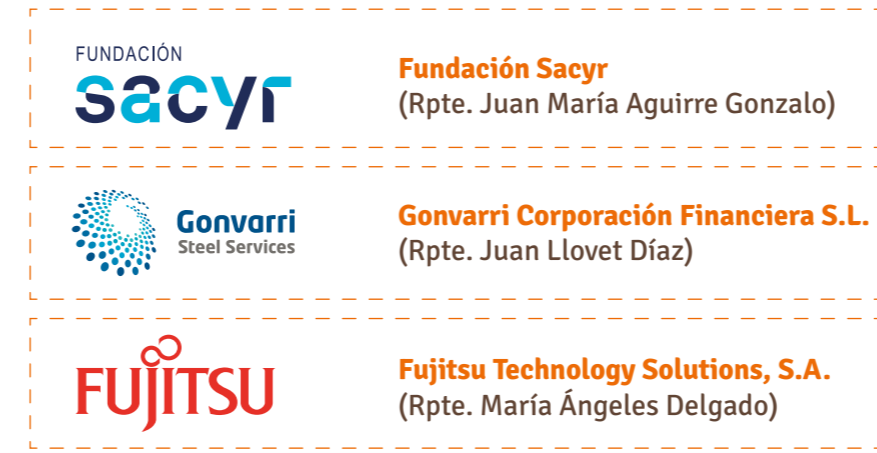 FUNDACIÓN
sacyr
Fundación Sacyr
(Rpte. Juan María Aguirre Gonzalo)
Gonvarri
Steel Services
Gonvarri Corporación Financiera S.L.
(Rpte. Juan Llovet Díaz)
FUJITSU
Fujitsu Technology Solutions, S.A.
(Rpte. María Ángeles Delgado)